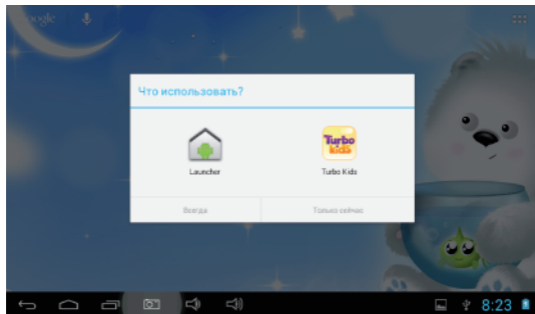 Google
Что использовать?
Turbo
kids
Launcher
Turbo Kids
Всегда
Только сейчас
8:23